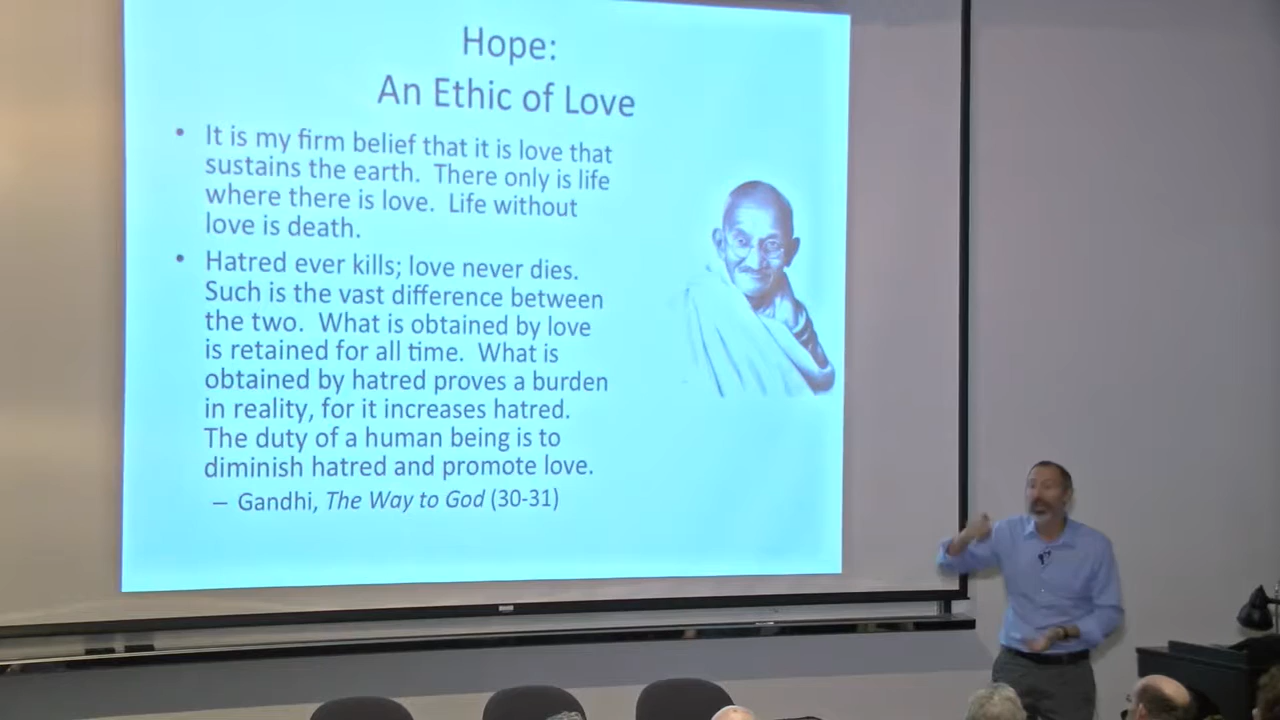 Hope:
An Ethic of Love
• It is my firm belief that it is love that
sustains the earth. There only is life
where there is love. Life without
love is death.
• Hatred ever kills; love never dies.
Such is the vast difference between
the two. What is obtained by love
is retained for all time. What is
obtained by hatred proves a burden
in reality, for it increases hatred.
The duty of a human being is to
diminish hatred and promote love.
– Gandhi, The Way to God (30-31)